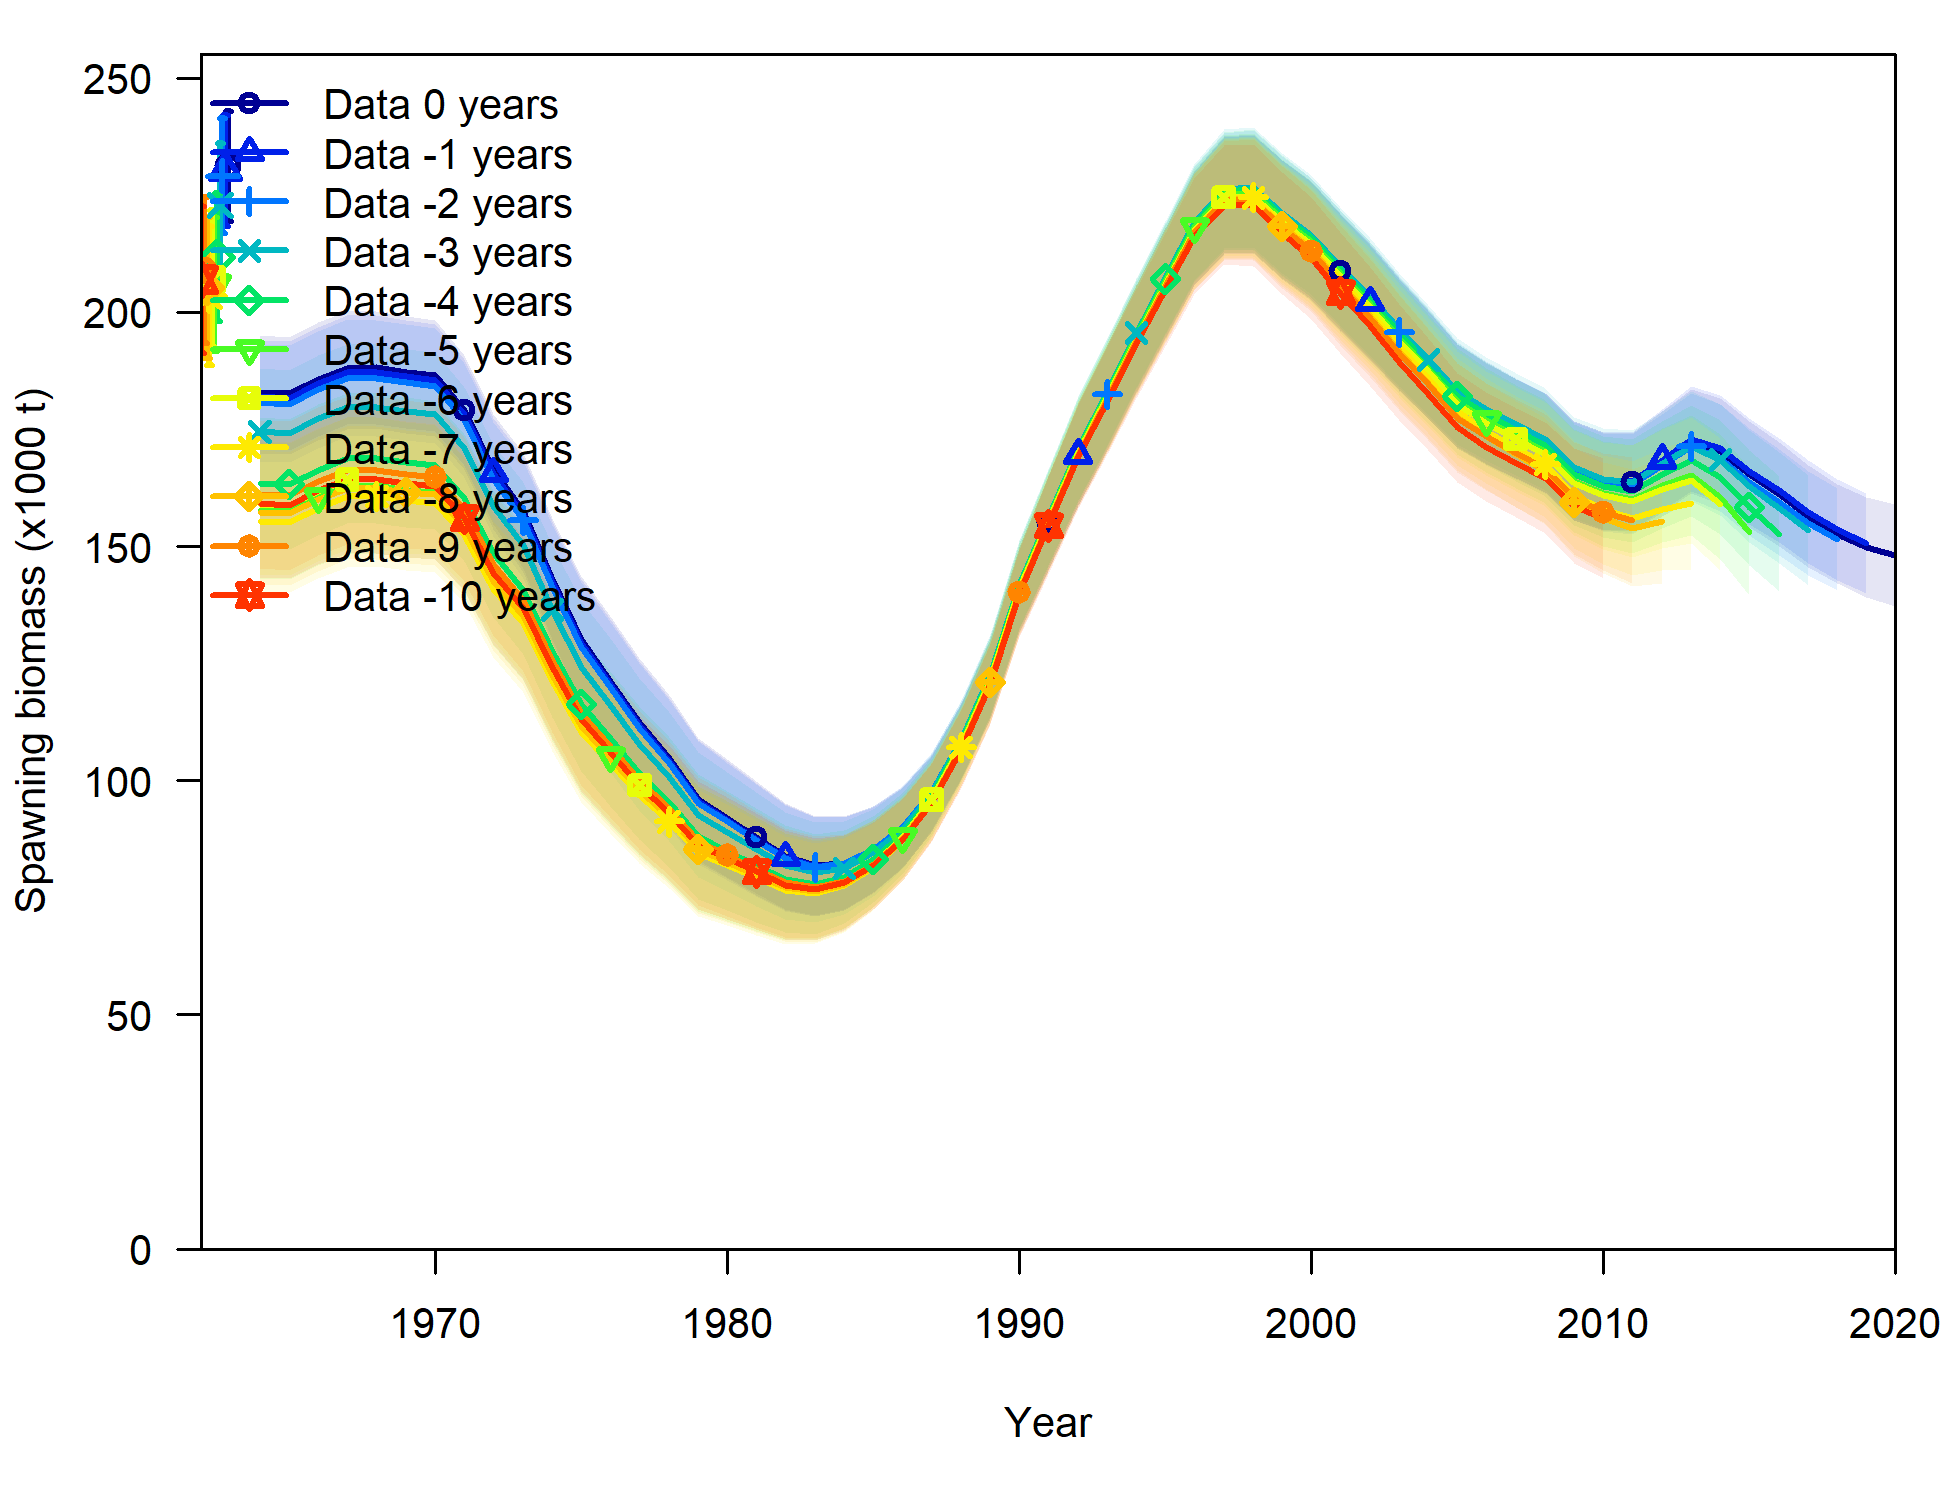 250
200
150
100
50
0
Spawning biomass (x1000 t)
Data 0 years
Data -1 years
Data -2 years
Data -3 years
Data -4 years
Data -5 years
Data -6 years
Data -7 years
Data -8 years
Data -9 years
Data -10 years
1970 1980 1990 2000 2010 2020
Year